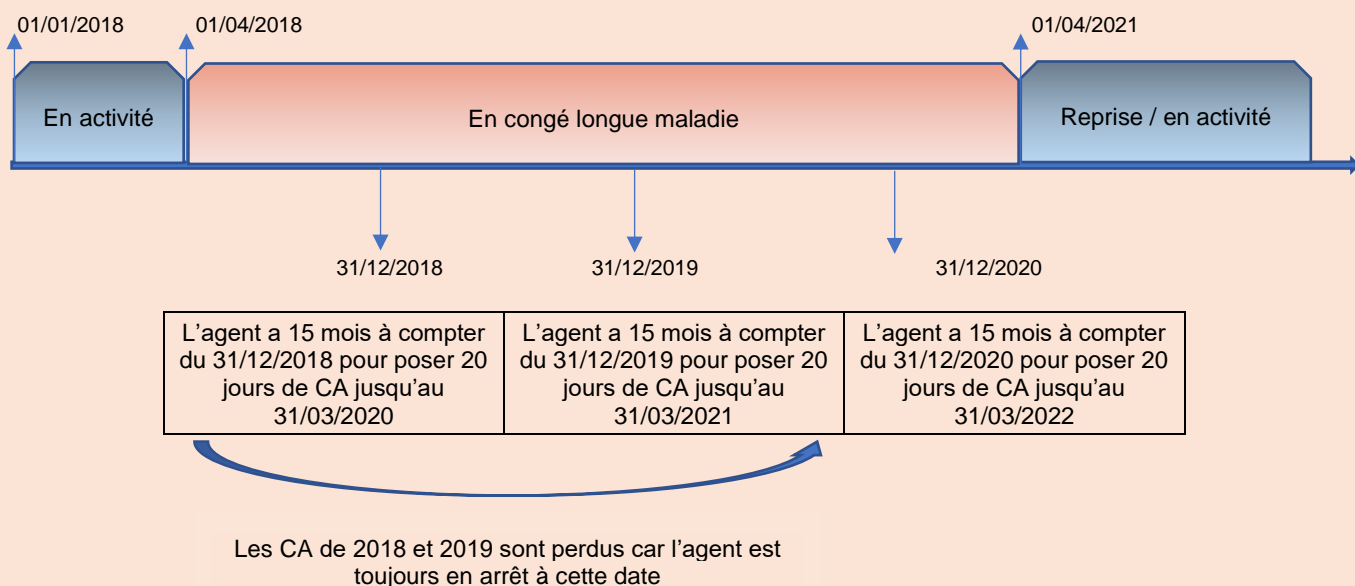 01/01/2018
01/04/2018
01/04/2021
En activité
En congé longue maladie
Reprise / en activité
31/12/2018
31/12/2019
31/12/2020
L’agent a 15 mois à compter
du 31/12/2018 pour poser 20
jours de CA jusqu’au
31/03/2020
L’agent a 15 mois à compter
du 31/12/2019 pour poser 20
jours de CA jusqu’au
31/03/2021
L’agent a 15 mois à compter
du 31/12/2020 pour poser 20
jours de CA jusqu’au
31/03/2022
Les CA de 2018 et 2019 sont perdus car l’agent est
toujours en arrêt à cette date